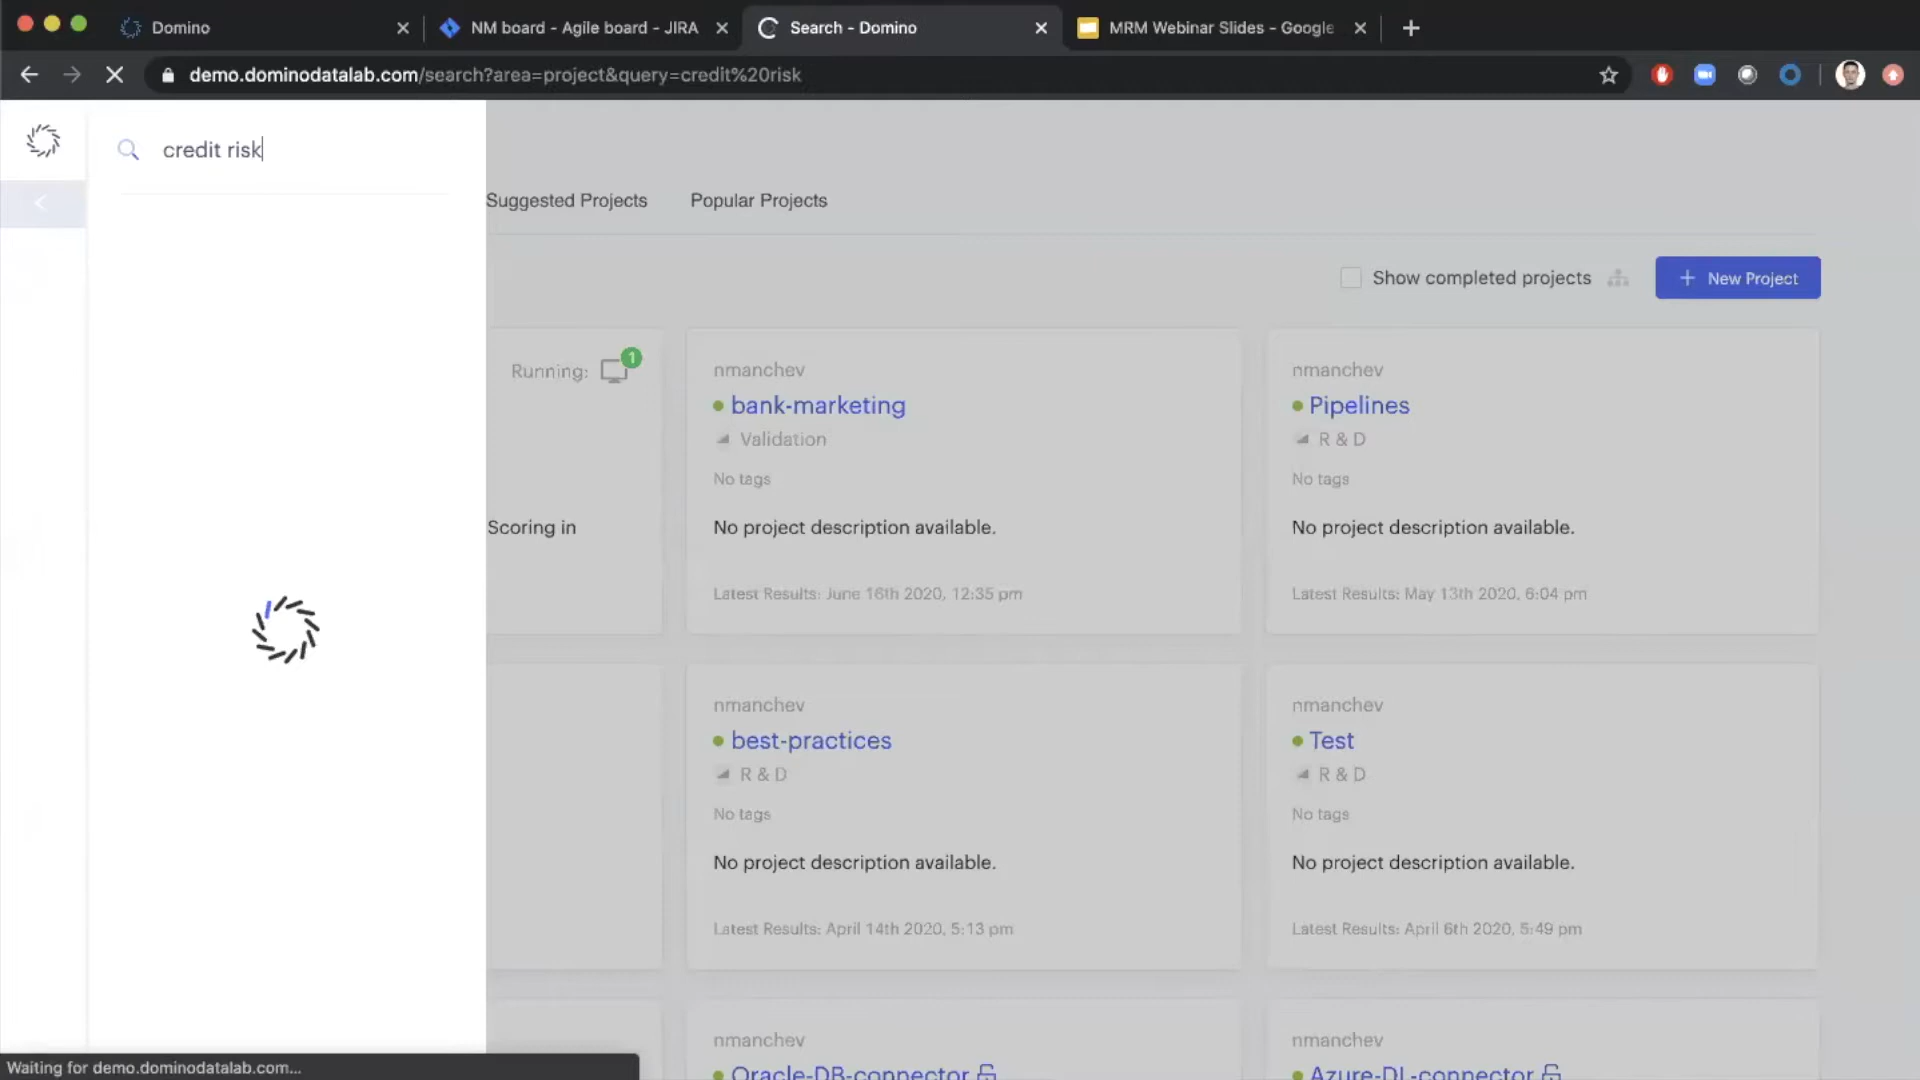 Domino
NM board - Agile board - JIRA
Search - Domino
MRM Webinar Slides - Google
demo.dominodatalab.com/search?area=project&query=credit%20risk
credit risk
Suggested Projects
Popular Projects
Show completed projects
+ New Project
Running:
1
Scoring in
nmanchev
bank-marketing
Validation
No tags
No project description available.
Latest Results: June 16th 2020, 12:35 pm
nmanchev
Pipelines
R & D
No tags
No project description available.
Latest Results: May 13th 2020, 6:04 pm
nmanchev
best-practices
R & D
No tags
No project description available.
Latest Results: April 14th 2020, 5:13 pm
nmanchev
Test
R & D
No tags
No project description available.
Latest Results: April 6th 2020, 5:49 pm
nmanchev
Oracle-DB-connector
nmanchev
Azure-DL-connector
Waiting for demo.dominodatalab.com...